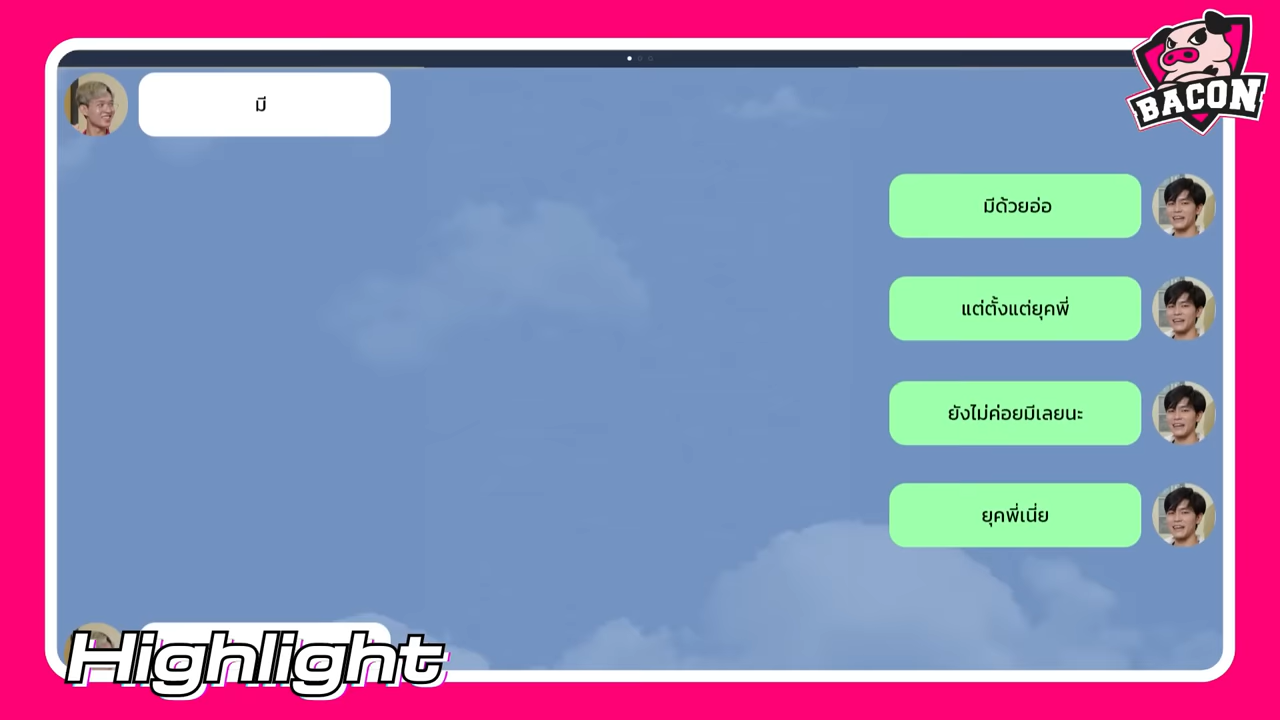 BACON
มี
มีด้วยอ่อ
แต่ตั้งแต่ยุคพี่
ยังไม่ค่อยมีเลยนะ
ยุคพี่เนี่ย
Highlight